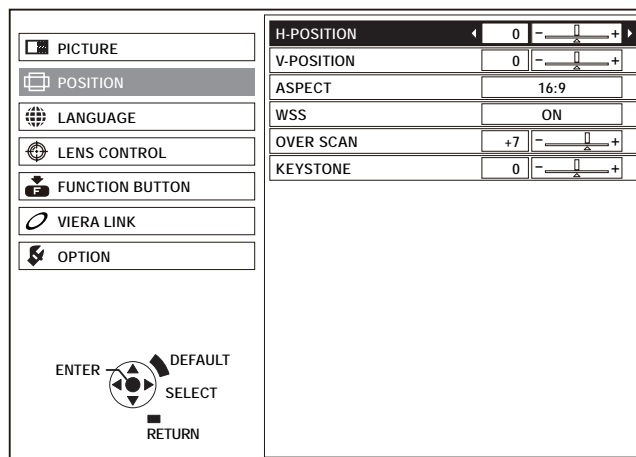 PICTURE
POSITION
LANGUAGE
LENS CONTROL
F FUNCTION BUTTON
VIERA LINK
OPTION
H-POSITION 0 - +
V-POSITION 0 - +
ASPECT 16:9
WSS ON
OVER SCAN +7 - +
KEYSTONE 0 - +
ENTER DEFAULT
SELECT
RETURN